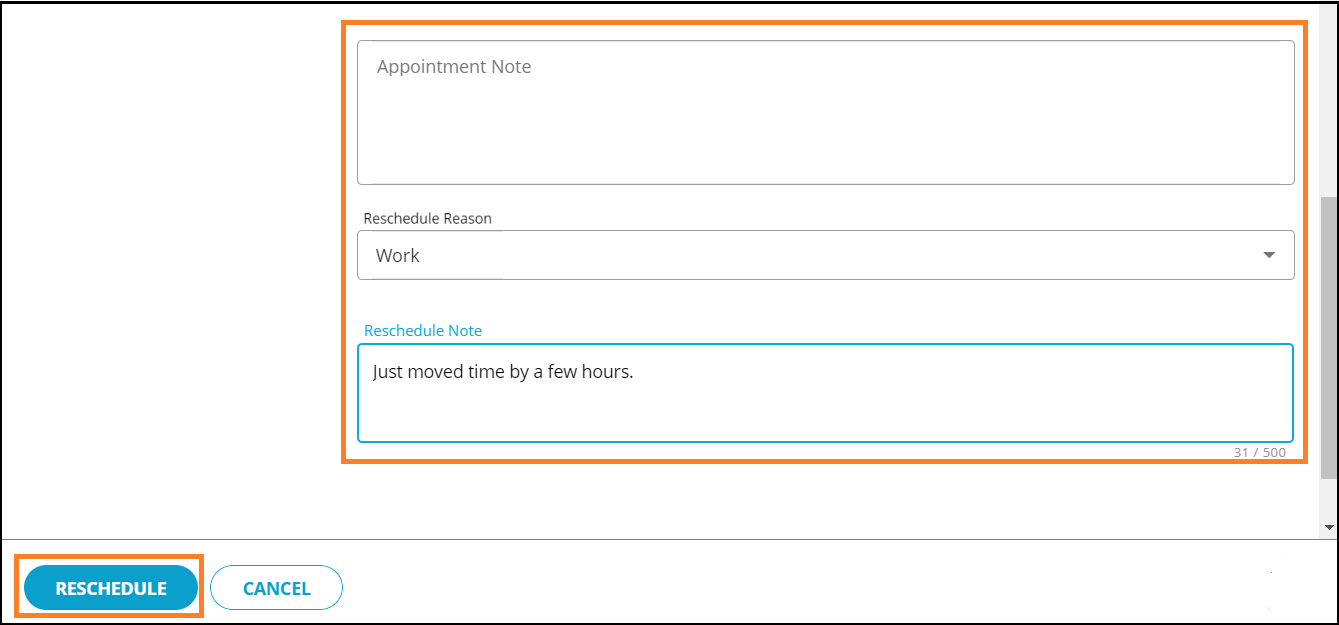 Appointment Note
Reschedule Reason
Work
Reschedule Note
Just moved time by a few hours.
31 / 500
RESCHEDULE
CANCEL